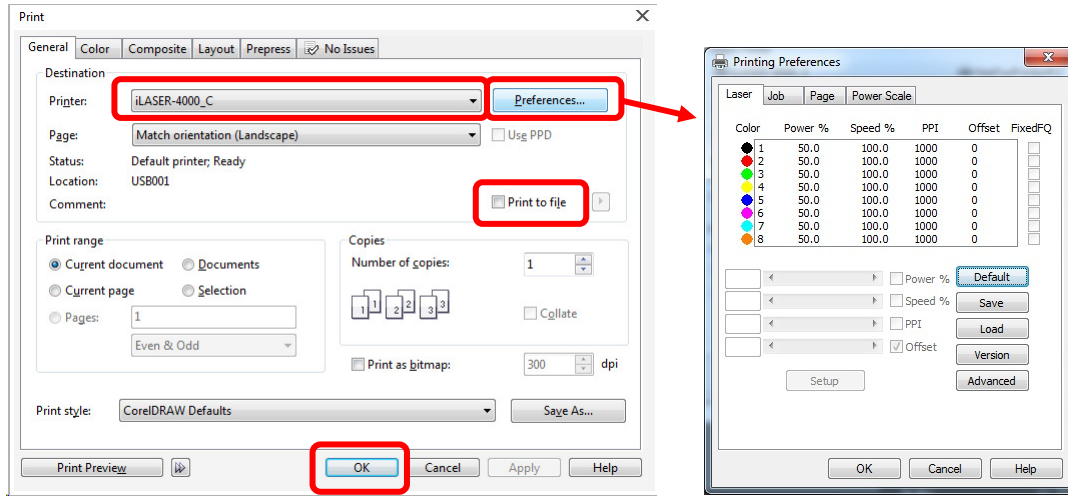 Print
General Color Composite Layout Prepress No Issues
Destination
Printer: iLASER-4000_C Preferences...
Page: Match orientation (Landscape) Use PPD
Status: Default printer; Ready
Location: USB001
Comment: Print to file
Print range
Current document Documents
Current page Selection
Pages: 1
Even & Odd
Copies
Number of copies: 1
1 1 2 2 3 3
Collate
Print as bitmap: 300 dpi
Print style: CorelDRAW Defaults Save As...
Print Preview OK Cancel Apply Help
Printing Preferences
Laser Job Page Power Scale
Color Power % Speed % PPI Offset FixedFQ
1 50.0 100.0 1000 0
2 50.0 100.0 1000 0
3 50.0 100.0 1000 0
4 50.0 100.0 1000 0
5 50.0 100.0 1000 0
6 50.0 100.0 1000 0
7 50.0 100.0 1000 0
8 50.0 100.0 1000 0
Power % Default
Speed % Save
PPI Load
Offset Version
Setup Advanced
OK Cancel Help